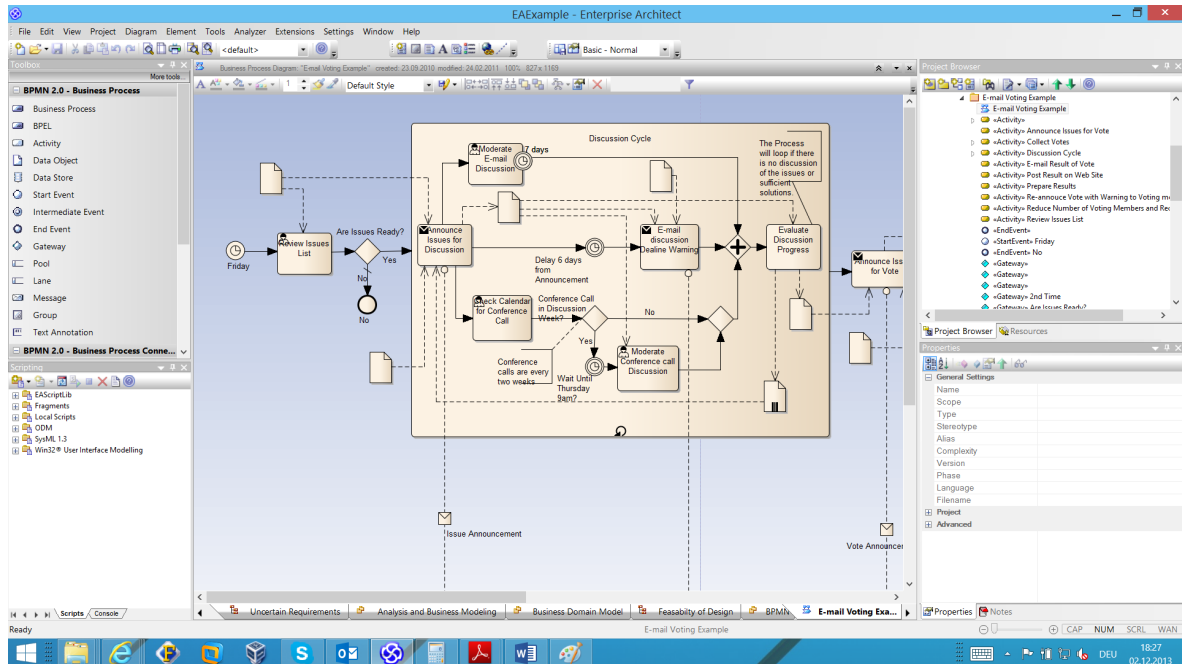 EAExample - Enterprise Architect
File Edit View Project Diagram Element Tools Analyzer Extensions Settings Window Help
<default>
Basic - Normal
Toolbox
More tools...
BPMN 2.0 - Business Process
Business Process
BPEL
Activity
Data Object
Data Store
Start Event
Intermediate Event
End Event
Gateway
Pool
Lane
Message
Group
Text Annotation
BPMN 2.0 - Business Process Conne...
Scripting
EAScriptLib
Fragments
Local Scripts
ODM
SysML 1.3
Win32® User Interface Modelling
Scripts
Console
Business Process Diagram: "E-mail Voting Example" created: 23.09.2010 modified: 24.02.2011 100% 827 x 1169
Default Style
Discussion Cycle
Moderate
E-mail
Discussion
7 days
The Process
will loop if there
is no discussion
of the issues or
sufficient
solutions.
Friday
Review Issues
List
Are Issues Ready?
Yes
No
No
Announce
Issues for
Discussion
Delay 6 days
from
Announcement
E-mail
discussion
Dealine Warning
Evaluate
Discussion
Progress
Announce Iss
for Vote
Check Calendar
for Conference
Call
Conference Call
in Discussion
Week?
No
Yes
Conference
calls are every
two weeks
Wait Until
Thursday
9am?
Moderate
Conference call
Discussion
Issue Announcement
Vote Announcer
Uncertain Requirements
Analysis and Business Modeling
Business Domain Model
Feasabilty of Design
BPMN
E-mail Voting Exa...
Project Browser
E-mail Voting Example
E-mail Voting Example
«Activity»
«Activity» Announce Issues for Vote
«Activity» Collect Votes
«Activity» Discussion Cycle
«Activity» E-mail Result of Vote
«Activity» Post Result on Web Site
«Activity» Prepare Results
«Activity» Re-annouce Vote with Warning to Voting m
«Activity» Reduce Number of Voting Members and Re
«Activity» Review Issues List
«EndEvent»
«StartEvent» Friday
«EndEvent» No
«Gateway»
«Gateway»
«Gateway»
«Gateway» 2nd Time
«Gateway» Are Issues Ready?
Project Browser
Resources
Properties
General Settings
Name
Scope
Type
Stereotype
Alias
Complexity
Version
Phase
Language
Filename
Project
Advanced
Properties
Notes
Ready
E-mail Voting Example
CAP NUM SCRL WAN
DEU
18:27
02.12.2013